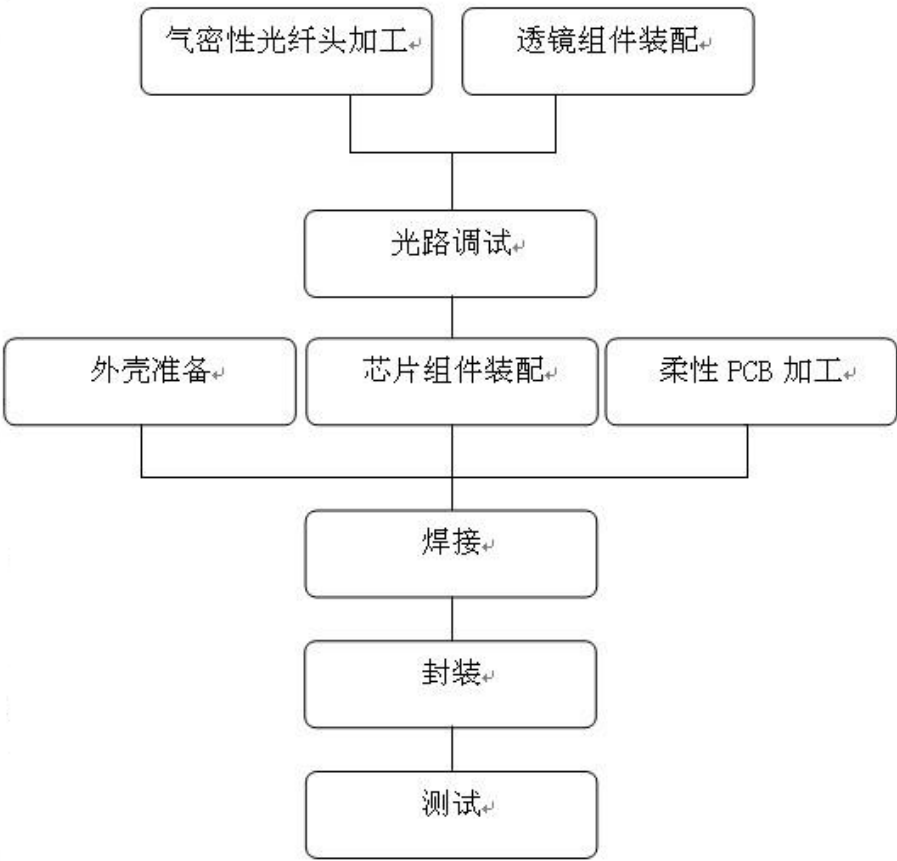 气密性光纤头加工
透镜组件装配
光路调试
外壳准备
芯片组件装配
柔性 PCB 加工
焊接
封装
测试